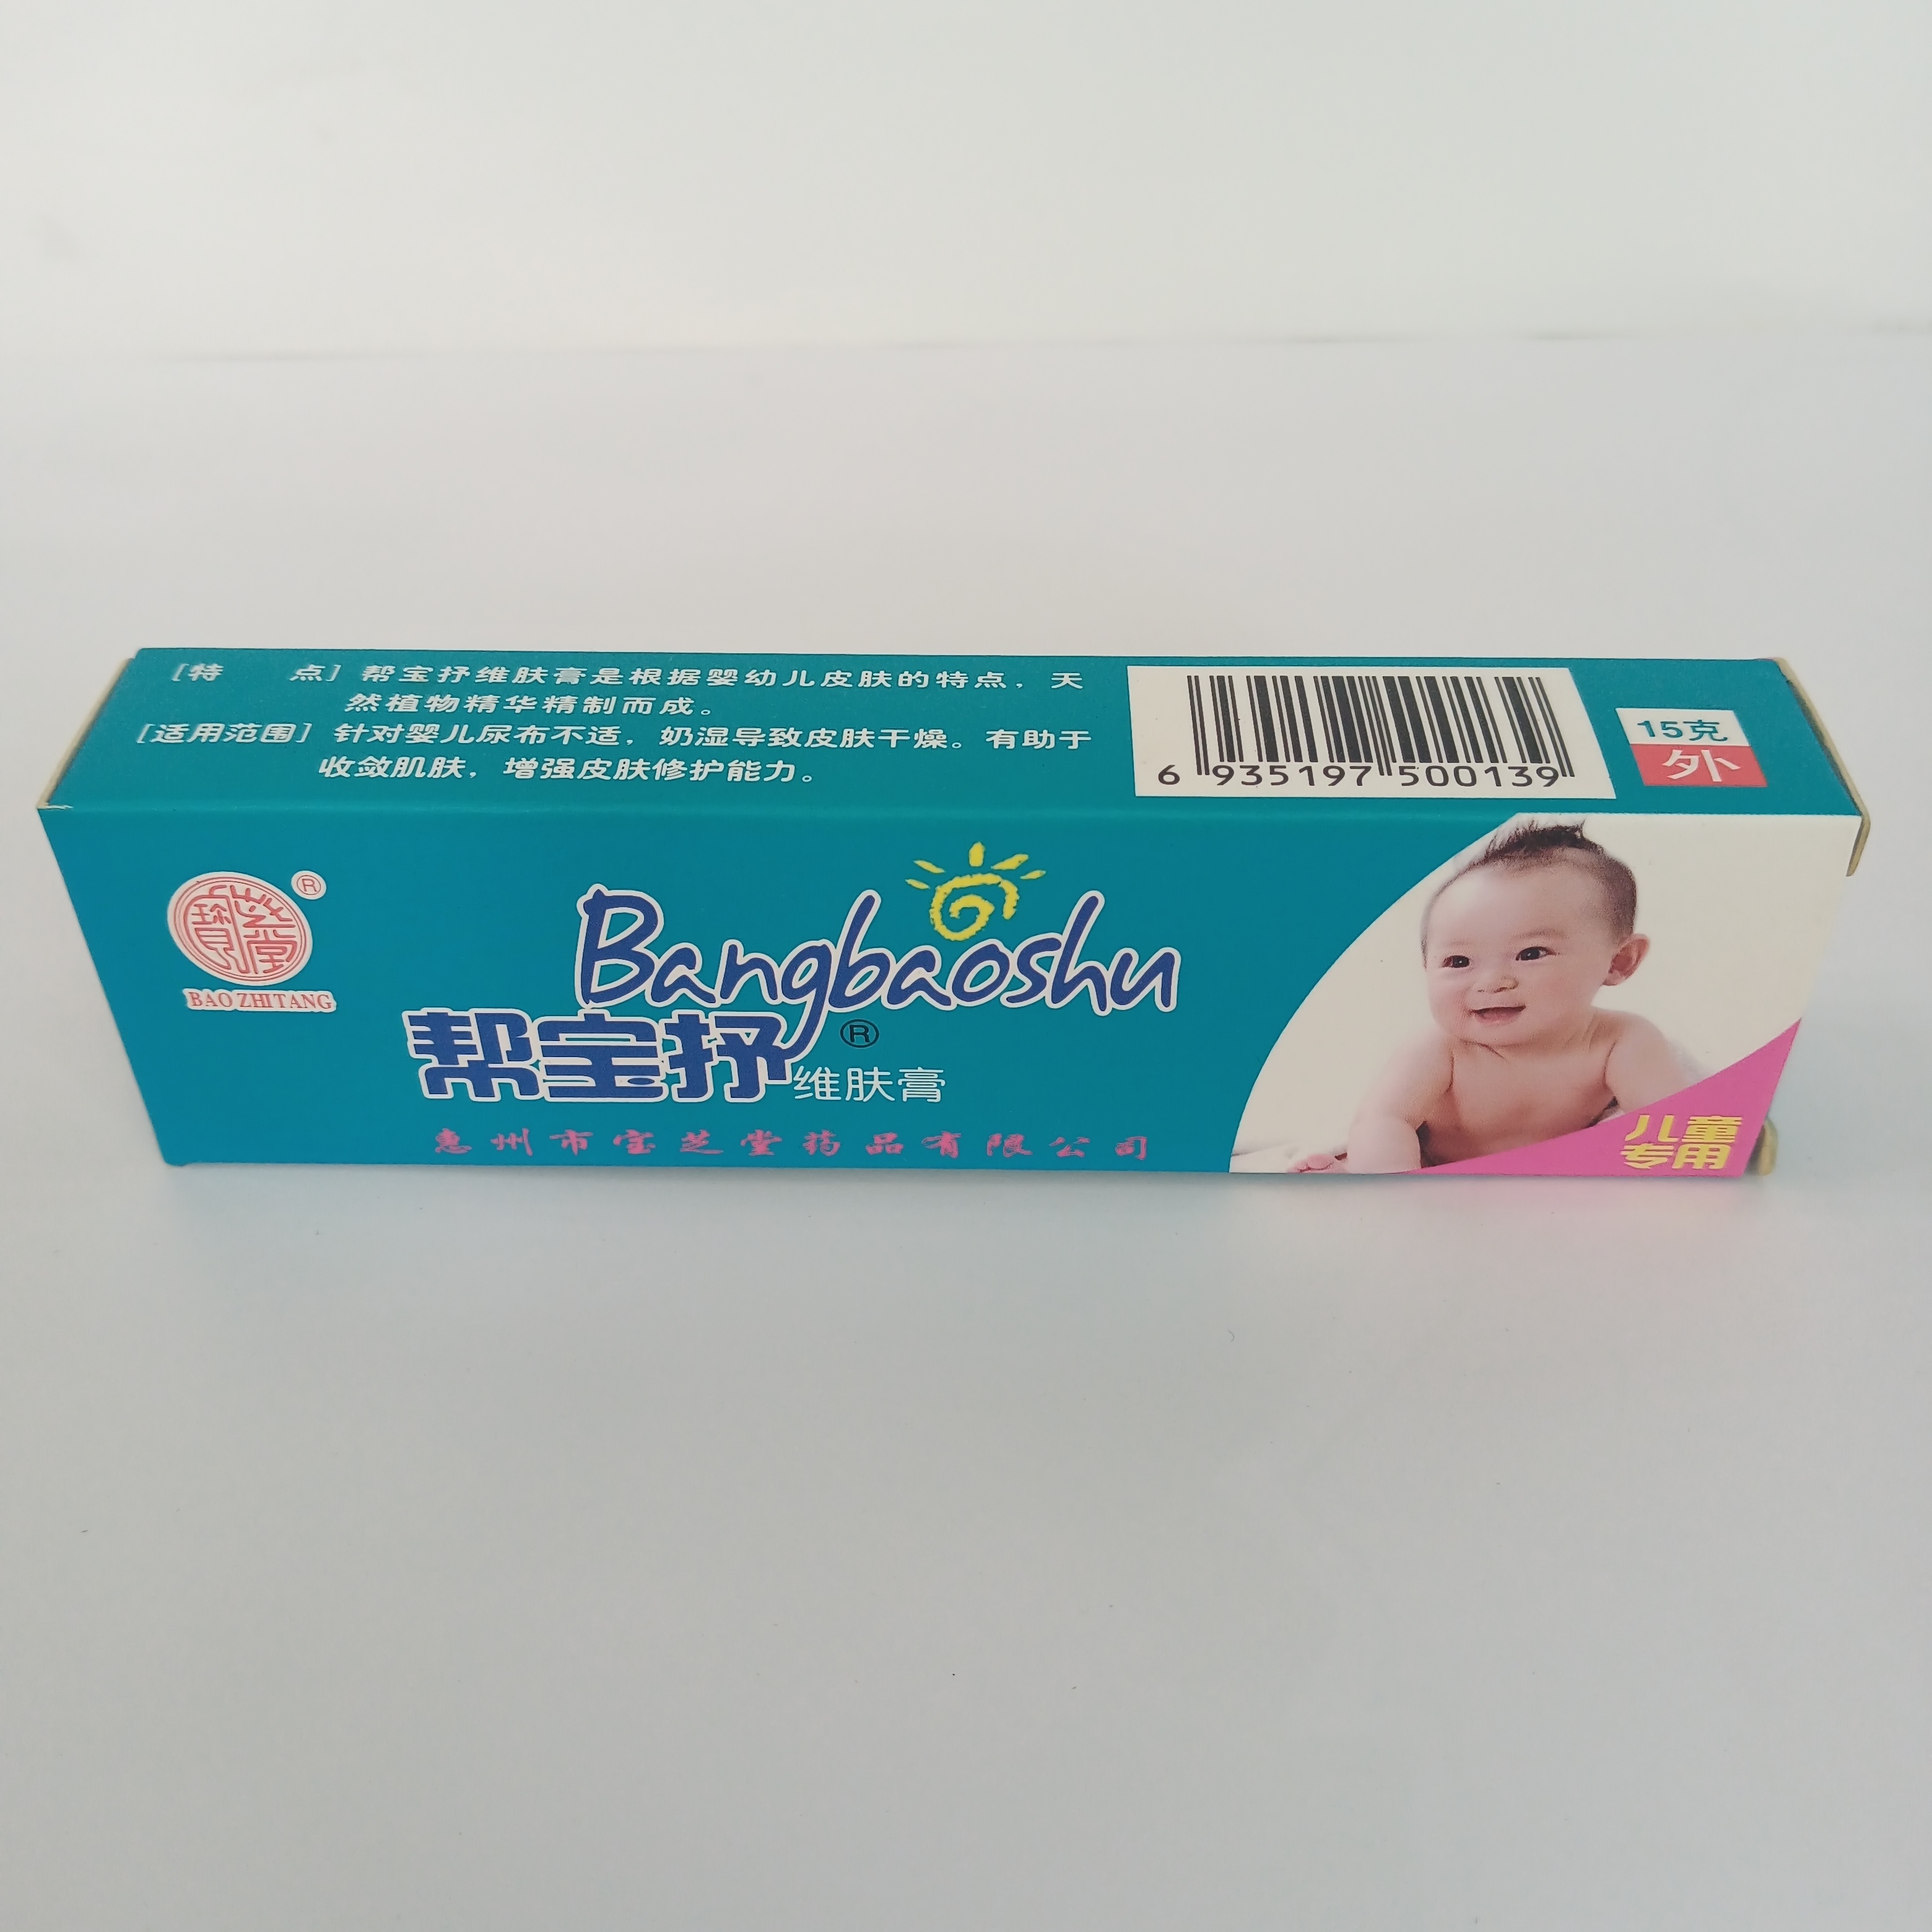 [特 点] 帮宝抒维肤膏是根据婴幼儿皮肤的特点，天
然植物精华精制而成。
[适用范围] 针对婴儿尿布不适，奶湿导致皮肤干燥。有助于
收敛肌肤，增强皮肤修护能力。
6 935197 500139
15克
外
寳芝堂
®
BAO ZHI TANG
Bangbaoshu
帮宝抒®
维肤膏
惠州市宝芝堂药品有限公司
儿童
专用